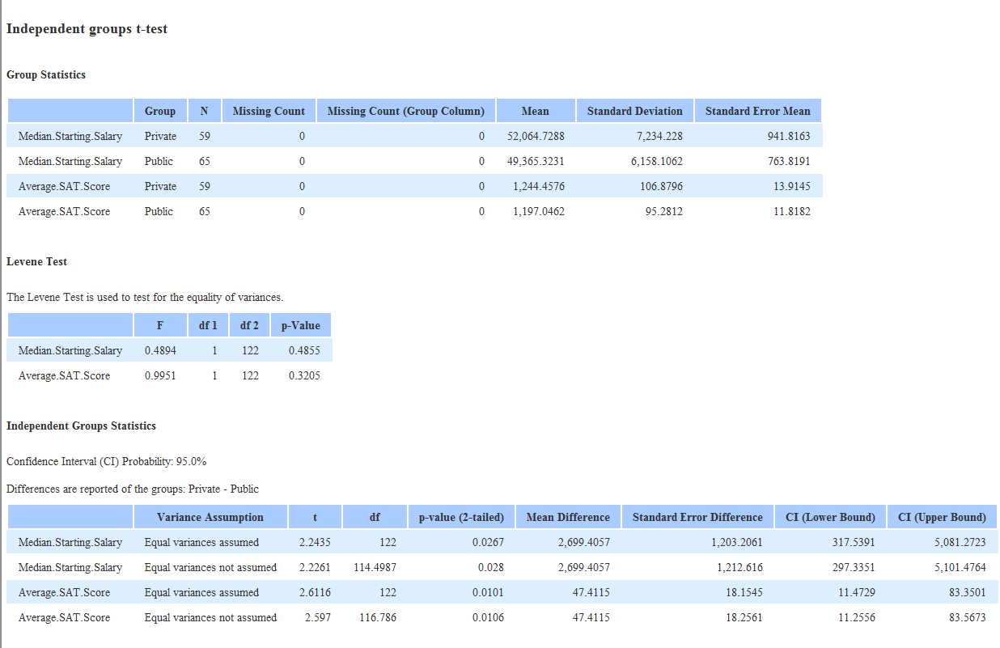 Independent groups t-test
Group Statistics
Group N Missing Count Missing Count (Group Column) Mean Standard Deviation Standard Error Mean
Median.Starting.Salary Private 59 0 0 52,064.7288 7,234.228 941.8163
Median.Starting.Salary Public 65 0 0 49,365.3231 6,158.1062 763.8191
Average.SAT.Score Private 59 0 0 1,244.4576 106.8796 13.9145
Average.SAT.Score Public 65 0 0 1,197.0462 95.2812 11.8182
Levene Test
The Levene Test is used to test for the equality of variances.
F df 1 df 2 p-Value
Median.Starting.Salary 0.4894 1 122 0.4855
Average.SAT.Score 0.9951 1 122 0.3205
Independent Groups Statistics
Confidence Interval (CI) Probability: 95.0%
Differences are reported of the groups: Private - Public
Variance Assumption t df p-value (2-tailed) Mean Difference Standard Error Difference CI (Lower Bound) CI (Upper Bound)
Median.Starting.Salary Equal variances assumed 2.2435 122 0.0267 2,699.4057 1,203.2061 317.5391 5,081.2723
Median.Starting.Salary Equal variances not assumed 2.2261 114.4987 0.028 2,699.4057 1,212.616 297.3351 5,101.4764
Average.SAT.Score Equal variances assumed 2.6116 122 0.0101 47.4115 18.1545 11.4729 83.3501
Average.SAT.Score Equal variances not assumed 2.597 116.786 0.0106 47.4115 18.2561 11.2556 83.5673